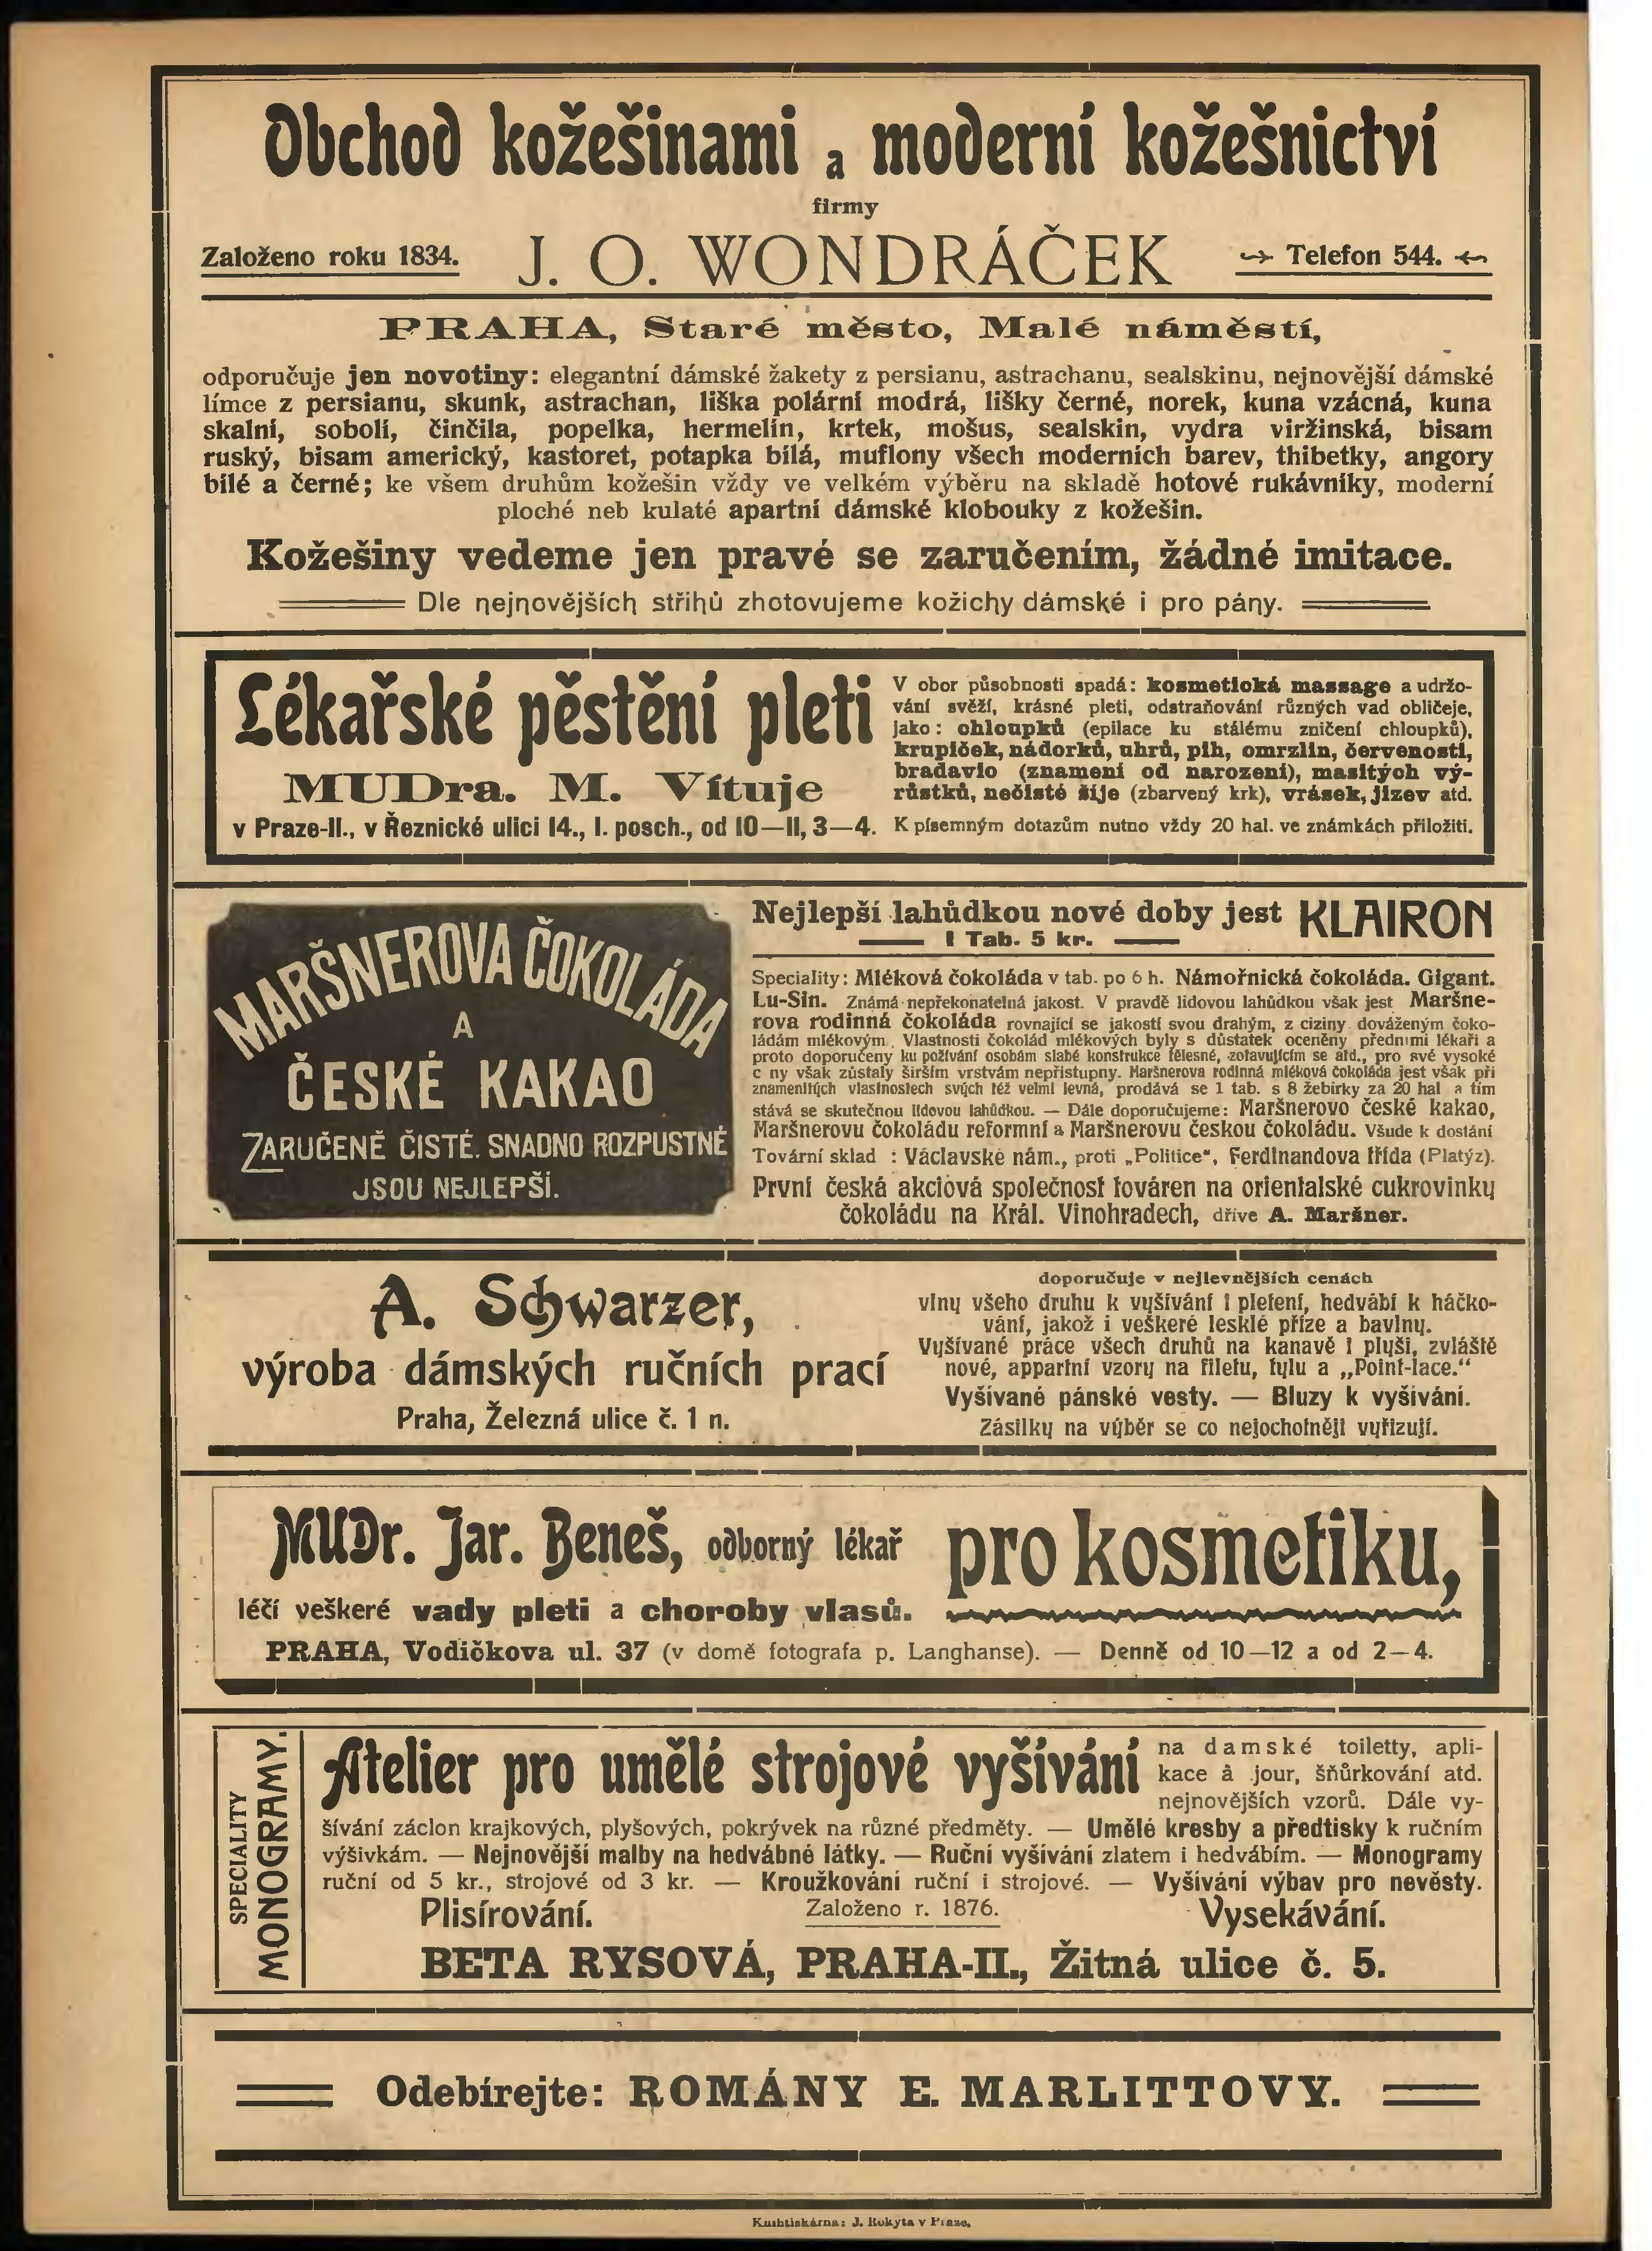 Obchod kožešinami a moderní kožešnictví
firmy
Založeno roku 1834.
J. O. WONDRÁČEK
Telefon 544.
PRAHA, Staré město, Malé náměstí,
odporučuje jen novotiny: elegantní dámské žakety z persianu, astrachanu, sealskinu, nejnovější dámské
límce z persianu, skunk, astrachan, liška polární modrá, lišky černé, norek, kuna vzácná, kuna
skalní, sobolí, činčila, popelka, hermelín, krtek, mošus, sealskin, vydra viržinská, bisam
ruský, bisam americký, kastoret, potapka bílá, muflony všech moderních barev, thibetky, angory
bílé a černé; ke všem druhům kožešin vždy ve velkém výběru na skladě hotové rukávníky, moderní
ploché neb kulaté apartní dámské klobouky z kožešin.
Kožešiny vedeme jen pravé se zaručením, žádné imitace.
Dle nejnovějších střihů zhotovujeme kožichy dámské i pro pány.
Lékařské pěstění pleti
MUDra. M. Vítuje
v Praze-II., v Řeznické ulici 14., I. posch., od 10—11, 3—4.
V obor působnosti spadá: kosmetická massage a udržo-
vání svěží, krásné pleti, odstraňování různých vad obličeje,
jako: chloupků (epilace ku stálému zničení chloupků),
krupiček, nádorků, uhrů, pih, omrzlin, červenosti,
bradavic (znamení od narození), masitých vý-
růstků, nečisté šíje (zbarvený krk), vrásek, jizev atd.
K písemným dotazům nutno vždy 20 hal. ve známkách přiložiti.
MARŠNEROVA ČOKOLÁDA
A
ČESKÉ KAKAO
ZARUČENĚ ČISTÉ. SNADNO ROZPUSTNÉ
JSOU NEJLEPŠÍ.
Nejlepší lahůdkou nové doby jest KLAIRON
1 Tab. 5 kr.
Speciality: Mléková čokoláda v tab. po 6 h. Námořnická čokoláda. Gigant.
Lu-Sin. Známá nepřekonatelná jakost. V pravdě lidovou lahůdkou však jest Maršne-
rova rodinná čokoláda rovnající se jakostí svou drahým, z ciziny dováženým čoko-
ládám mlékovým. Vlastnosti čokolád mlékových byly s důstatek oceněny předními lékaři a
proto doporučeny ku požívání osobám slabé konstrukce tělesné, zotavujícím se atd., pro své vysoké
c ny však zůstaly širším vrstvám nepřístupny. Maršnerova rodinná mléková čokoláda jest však při
znamenitých vlastnostech svých též velmi levná, prodává se 1 tab. s 8 žebírky za 20 hal a tím
stává se skutečnou lidovou lahůdkou. — Dále doporučujeme: Maršnerovo české kakao,
Maršnerovu čokoládu reformní a Maršnerovu českou čokoládu. Všude k dostání
Tovární sklad : Václavské nám., proti „Politice“, Ferdinandova třída (Platýz).
První česká akciová společnost továren na orientalské cukrovinky
čokoládu na Král. Vinohradech, dříve A. Maršner.
A. Schwarzer,
výroba dámských ručních prací
Praha, Železná ulice č. 1 n.
doporučuje v nejlevnějších cenách
vlny všeho druhu k vyšívání i pletení, hedvábí k háčko-
vání, jakož i veškeré lesklé příze a bavlny.
Vyšívané práce všech druhů na kanavě i plyši, zvláště
nové, appartní vzory na filetu, tylu a „Point-lace.“
Vyšívané pánské vesty. — Bluzy k vyšívání.
Zásilky na výběr se co nejochotněji vyřizují.
MUDr. Jar. Beneš, odborný lékař pro kosmetiku,
léčí veškeré vady pleti a choroby vlasů.
PRAHA, Vodičkova ul. 37 (v domě fotografa p. Langhanse). — Denně od 10—12 a od 2—4.
SPECIALITY
MONOGRAMY.
Atelier pro umělé strojové vyšívání
na damské toiletty, apli-
kace à jour, šňůrkování atd.
nejnovějších vzorů. Dále vy-
šívání záclon krajkových, plyšových, pokrývek na různé předměty. — Umělé kresby a předtisky k ručním
výšivkám. — Nejnovější malby na hedvábné látky. — Ruční vyšívání zlatem i hedvábím. — Monogramy
ruční od 5 kr., strojové od 3 kr. — Kroužkování ruční i strojové. — Vyšívání výbav pro nevěsty.
Plisírování.
Založeno r. 1876.
Vysekávání.
BETA RYSOVÁ, PRAHA-II., Žitná ulice č. 5.
Odebírejte: ROMÁNY E. MARLITTOVY.
Knihtiskárna: J. Rokyta v Praze.